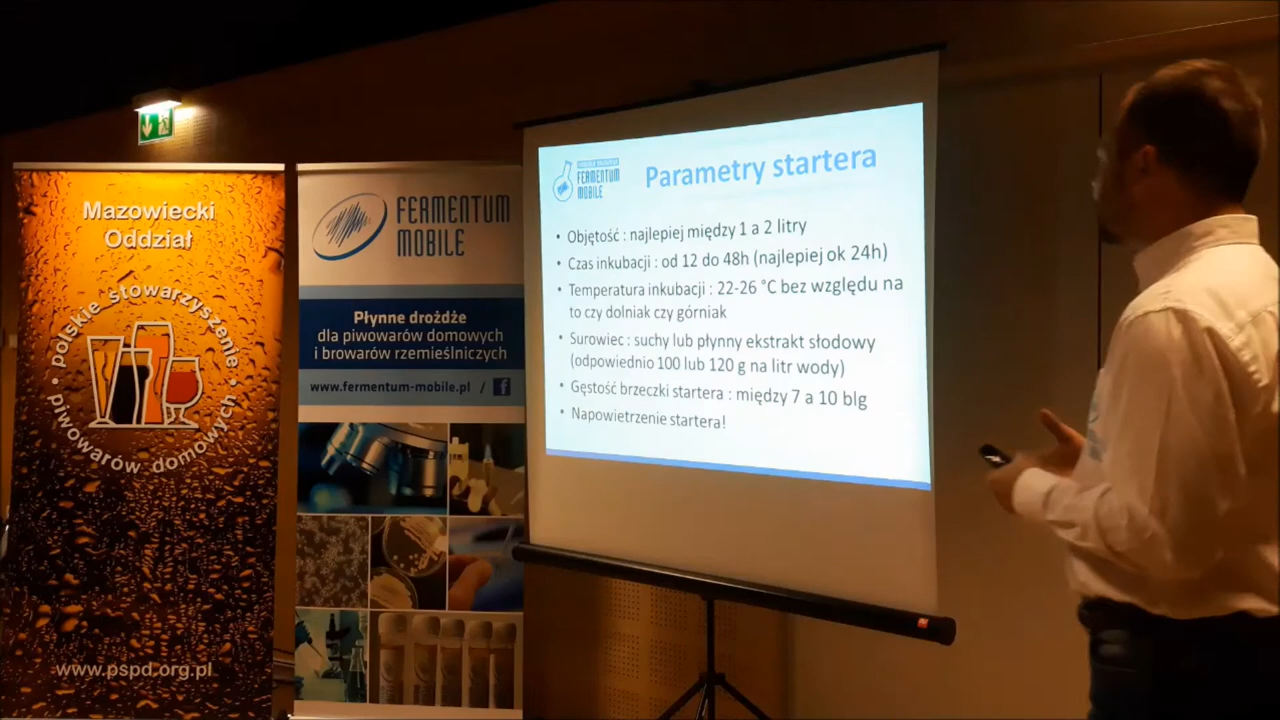 Mazowiecki
Oddział
polskie stowarzyszenie
piwowarów domowych
www.pspd.org.pl
FERMENTUM
MOBILE
Płynne drożdże
dla piwowarów domowych
i browarów rzemieślniczych
www.fermentum-mobile.pl / f
FERMENTUM
MOBILE
Parametry startera
• Objętość : najlepiej między 1 a 2 litry
• Czas inkubacji : od 12 do 48h (najlepiej ok 24h)
• Temperatura inkubacji : 22-26 °C bez względu na
to czy dolniak czy górniak
• Surowiec : suchy lub płynny ekstrakt słodowy
(odpowiednio 100 lub 120 g na litr wody)
• Gęstość brzeczki startera : między 7 a 10 blg
• Napowietrzenie startera!